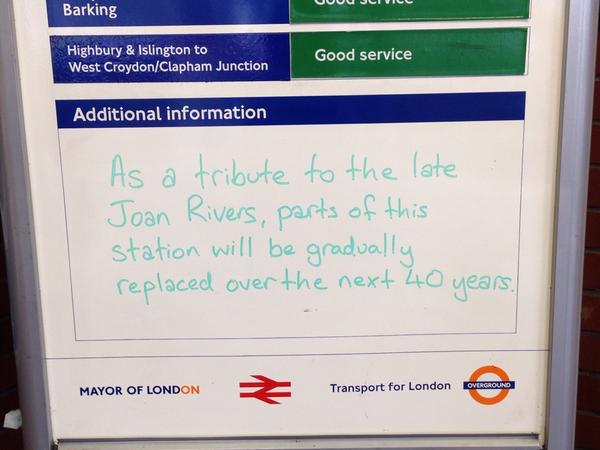 Barking
Good service
Highbury & Islington to
West Croydon/Clapham Junction
Good service
Additional information
As a tribute to the late
Joan Rivers, parts of this
station will be gradually
replaced over the next 40 years.
MAYOR OF LONDON
Transport for London
OVERGROUND